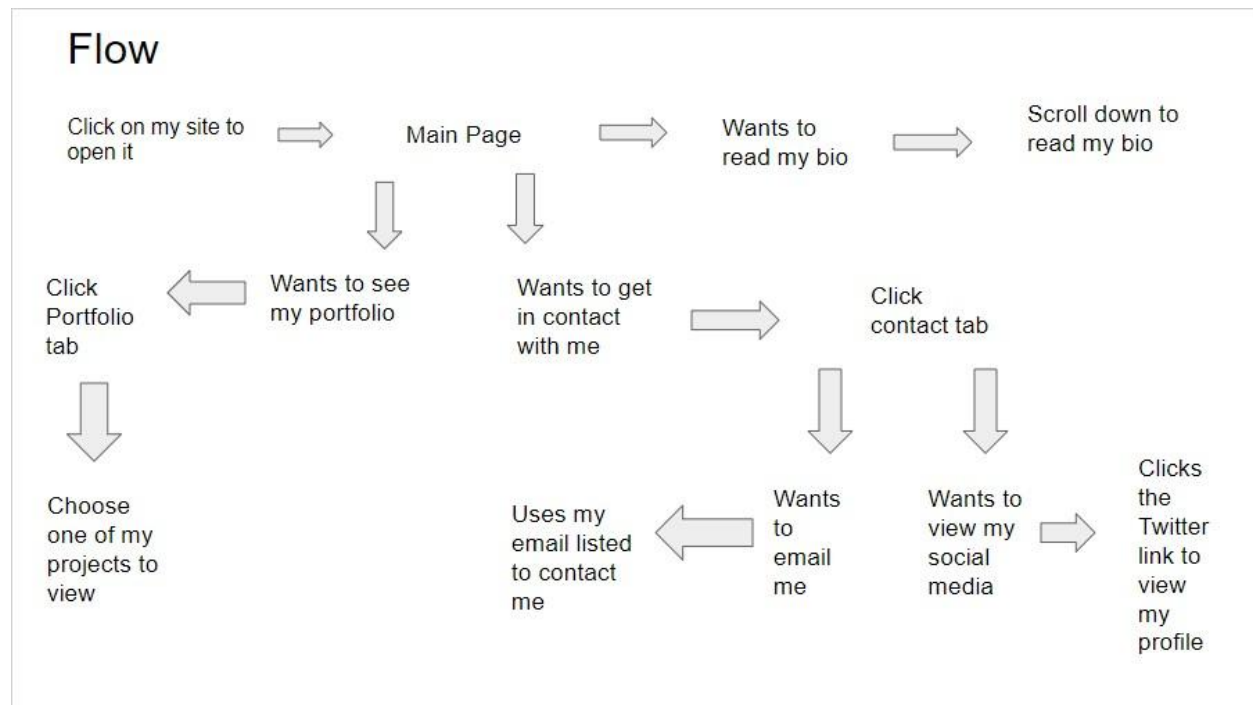 Flow
Click on my site to
open it
Main Page
Wants to
read my bio
Scroll down to
read my bio
Click
Portfolio
tab
Wants to see
my portfolio
Wants to get
in contact
with me
Click
contact tab
Choose
one of my
projects to
view
Uses my
email listed
to contact
me
Wants
to
email
me
Wants to
view my
social
media
Clicks
the
Twitter
link to
view
my
profile